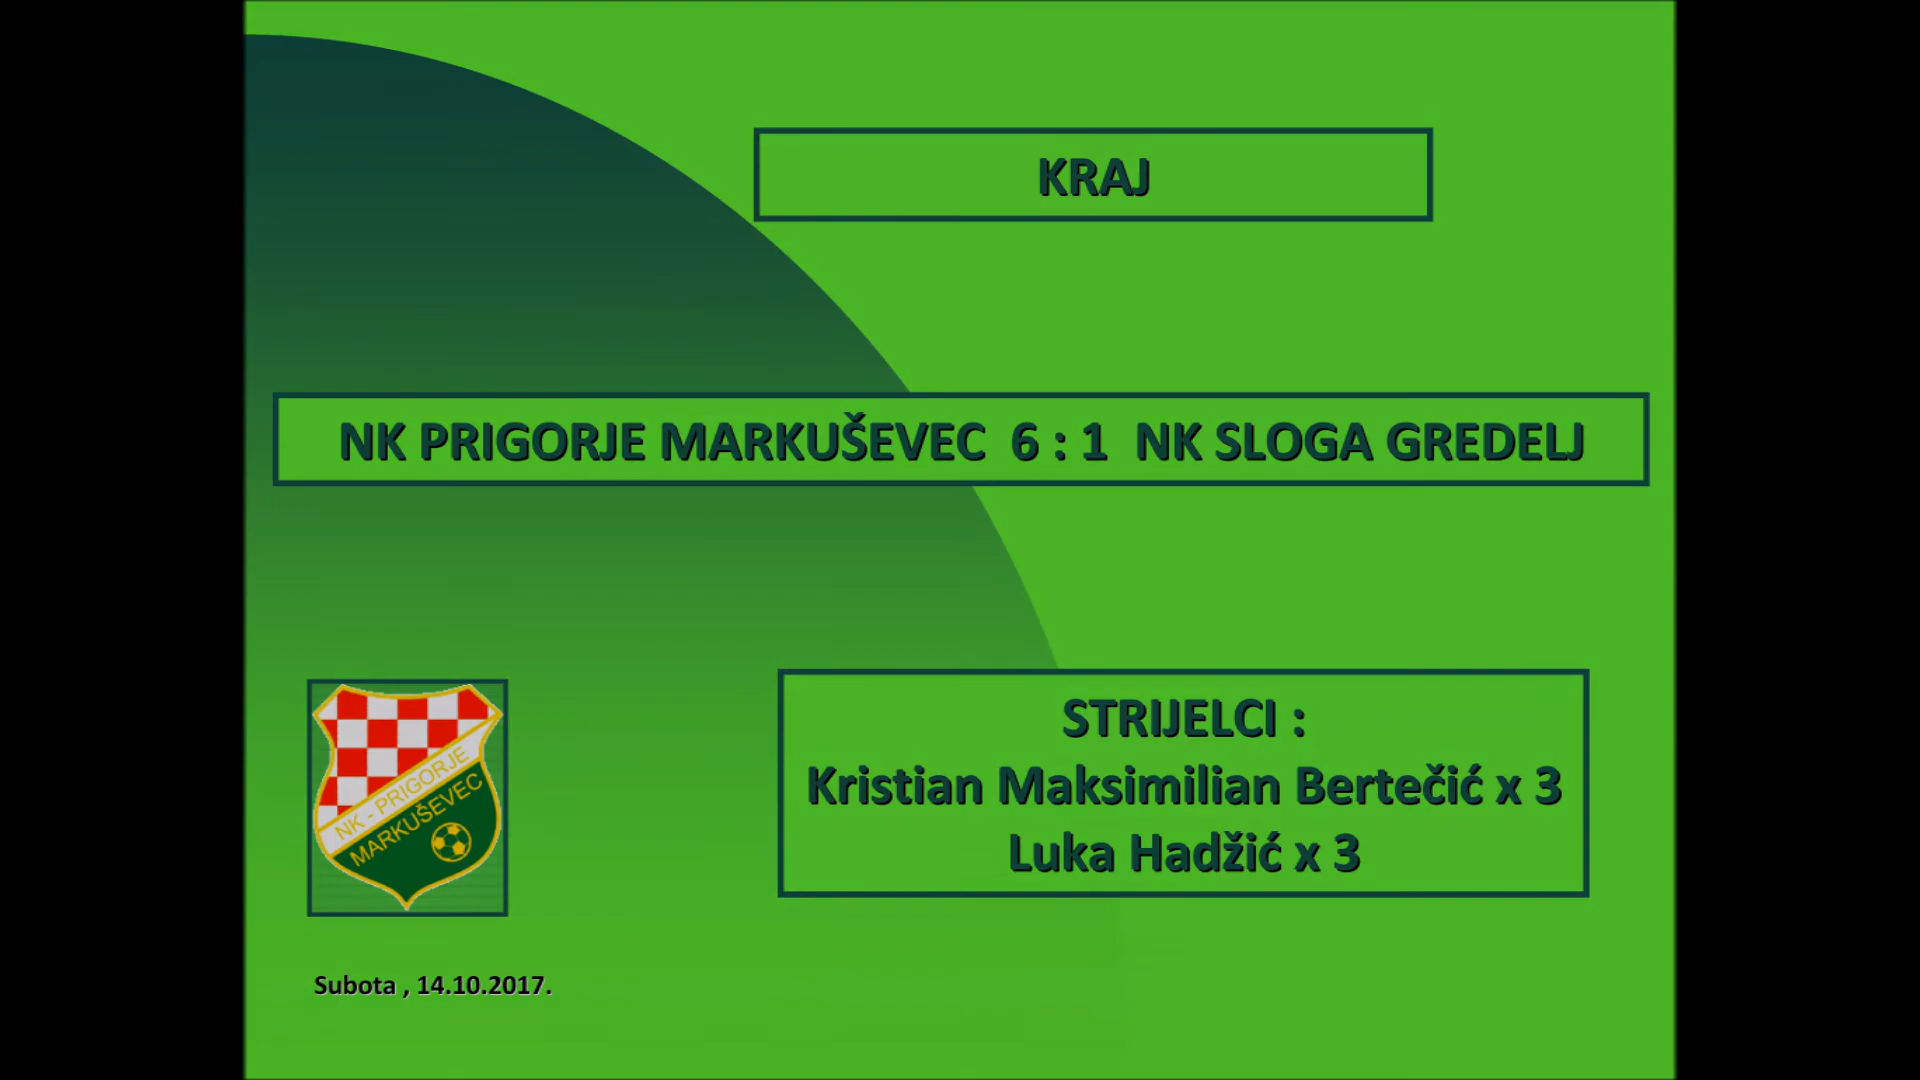 KRAJ
NK PRIGORJE MARKUŠEVEC 6 : 1 NK SLOGA GREDELJ
STRIJELCI :
Kristian Maksimilian Bertečić x 3
Luka Hadžić x 3
NK - PRIGORJE
MARKUŠEVEC
Subota , 14.10.2017.